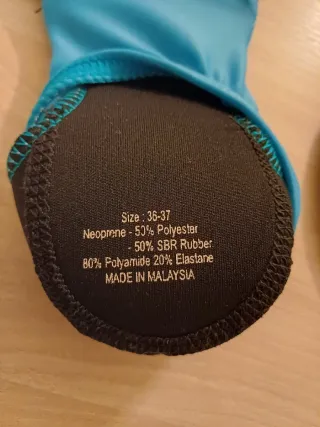 Size : 36-37
Neoprene - 50% Polyester
- 50% SBR Rubber
80% Polyamide 20% Elastane
MADE IN MALAYSIA